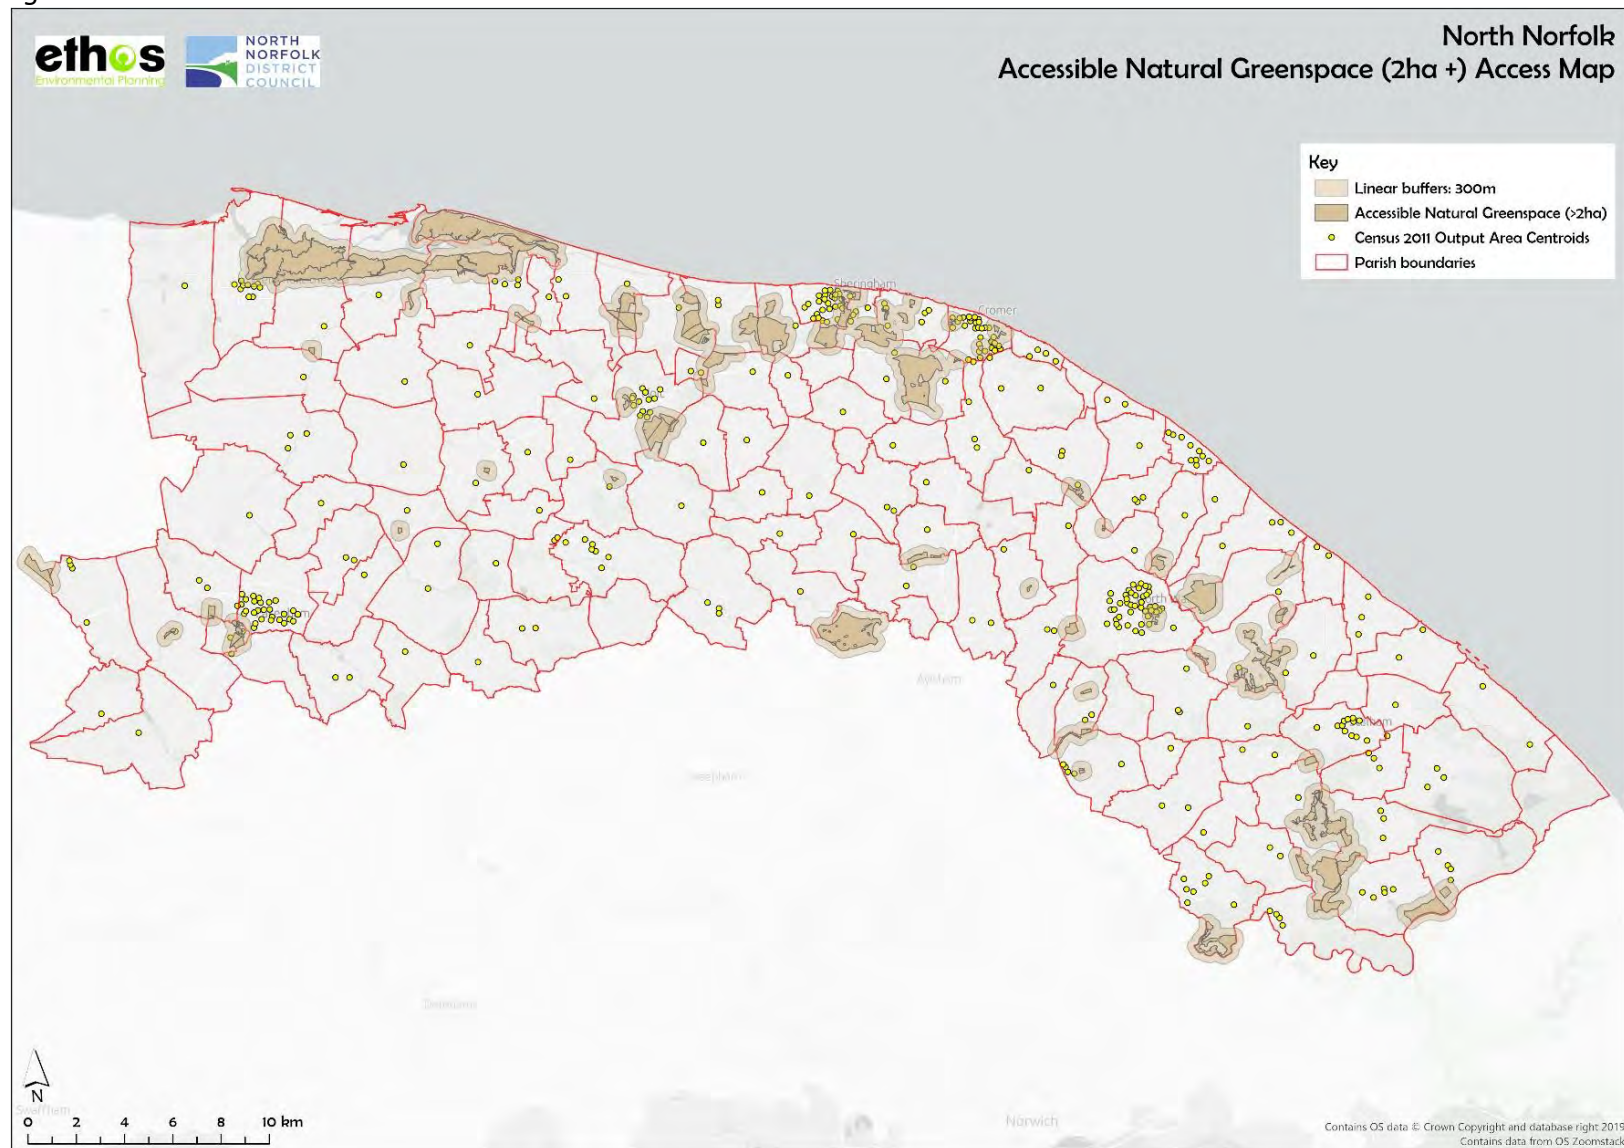 ethos
Environmental Planning
NORTH
NORFOLK
DISTRICT
COUNCIL
North Norfolk
Accessible Natural Greenspace (2ha +) Access Map
Key
Linear buffers: 300m
Accessible Natural Greenspace (>2ha)
Census 2011 Output Area Centroids
Parish boundaries
Sheringham
Cromer
Aylsham
Norwich
Swaffham
N
0 2 4 6 8 10 km
Contains OS data © Crown Copyright and database right 2018
Contains data from OS Zoomstack